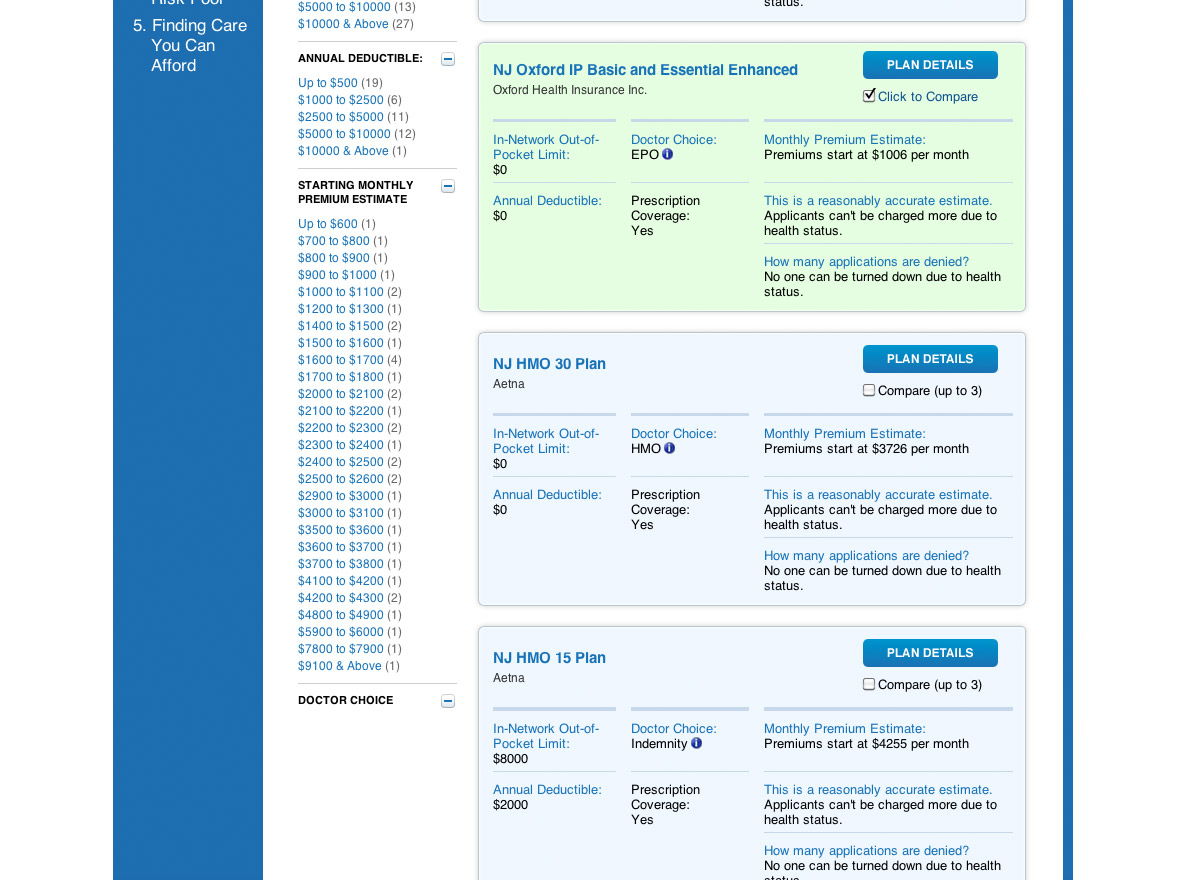 Risk Pool
5. Finding Care
You Can
Afford
$5000 to $10000 (13)
$10000 & Above (27)
ANNUAL DEDUCTIBLE:
Up to $500 (19)
$1000 to $2500 (6)
$2500 to $5000 (11)
$5000 to $10000 (12)
$10000 & Above (1)
STARTING MONTHLY
PREMIUM ESTIMATE
Up to $600 (1)
$700 to $800 (1)
$800 to $900 (1)
$900 to $1000 (1)
$1000 to $1100 (2)
$1200 to $1300 (1)
$1400 to $1500 (2)
$1500 to $1600 (1)
$1600 to $1700 (4)
$1700 to $1800 (1)
$2000 to $2100 (2)
$2100 to $2200 (1)
$2200 to $2300 (2)
$2300 to $2400 (1)
$2400 to $2500 (2)
$2500 to $2600 (2)
$2900 to $3000 (1)
$3000 to $3100 (1)
$3500 to $3600 (1)
$3600 to $3700 (1)
$3700 to $3800 (1)
$4100 to $4200 (1)
$4200 to $4300 (2)
$4800 to $4900 (1)
$5900 to $6000 (1)
$7800 to $7900 (1)
$9100 & Above (1)
DOCTOR CHOICE
status.
NJ Oxford IP Basic and Essential Enhanced
Oxford Health Insurance Inc.
PLAN DETAILS
Click to Compare
In-Network Out-of-
Pocket Limit:
$0
Doctor Choice:
EPO
Monthly Premium Estimate:
Premiums start at $1006 per month
Annual Deductible:
$0
Prescription
Coverage:
Yes
This is a reasonably accurate estimate.
Applicants can't be charged more due to
health status.
How many applications are denied?
No one can be turned down due to health
status.
NJ HMO 30 Plan
Aetna
PLAN DETAILS
Compare (up to 3)
In-Network Out-of-
Pocket Limit:
$0
Doctor Choice:
HMO
Monthly Premium Estimate:
Premiums start at $3726 per month
Annual Deductible:
$0
Prescription
Coverage:
Yes
This is a reasonably accurate estimate.
Applicants can't be charged more due to
health status.
How many applications are denied?
No one can be turned down due to health
status.
NJ HMO 15 Plan
Aetna
PLAN DETAILS
Compare (up to 3)
In-Network Out-of-
Pocket Limit:
$8000
Doctor Choice:
Indemnity
Monthly Premium Estimate:
Premiums start at $4255 per month
Annual Deductible:
$2000
Prescription
Coverage:
Yes
This is a reasonably accurate estimate.
Applicants can't be charged more due to
health status.
How many applications are denied?
No one can be turned down due to health
status.